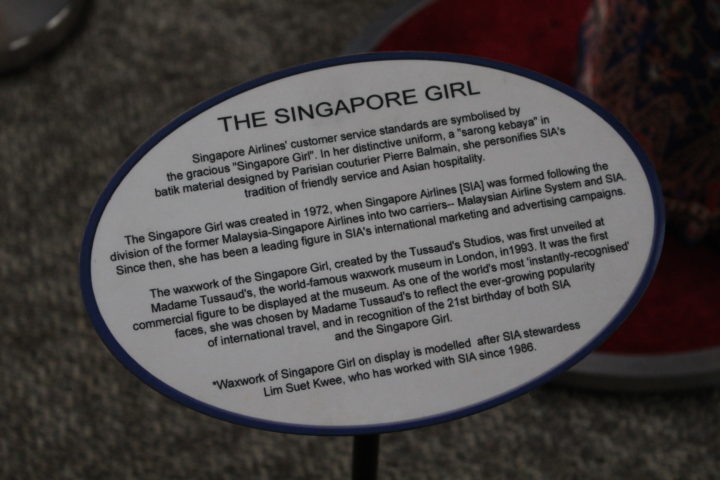 THE SINGAPORE GIRL
Singapore Airlines' customer service standards are symbolised by
the gracious "Singapore Girl". In her distinctive uniform, a "sarong kebaya" in
batik material designed by Parisian couturier Pierre Balmain, she personifies SIA's
tradition of friendly service and Asian hospitality.
The Singapore Girl was created in 1972, when Singapore Airlines [SIA] was formed following the
division of the former Malaysia-Singapore Airlines into two carriers-- Malaysian Airline System and SIA.
Since then, she has been a leading figure in SIA's international marketing and advertising campaigns.
The waxwork of the Singapore Girl, created by the Tussaud's Studios, was first unveiled at
Madame Tussaud's, the world-famous waxwork museum in London, in1993. It was the first
commercial figure to be displayed at the museum. As one of the world's most 'instantly-recognised'
faces, she was chosen by Madame Tussaud's to reflect the ever-growing popularity
of international travel, and in recognition of the 21st birthday of both SIA
and the Singapore Girl.
*Waxwork of Singapore Girl on display is modelled after SIA stewardess
Lim Suet Kwee, who has worked with SIA since 1986.